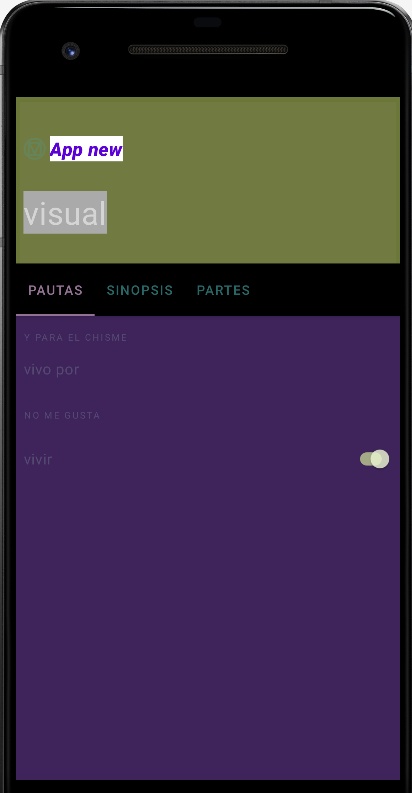 App new
visual
PAUTAS SINOPSIS PARTES
Y PARA EL CHISME
vivo por
NO ME GUSTA
vivir